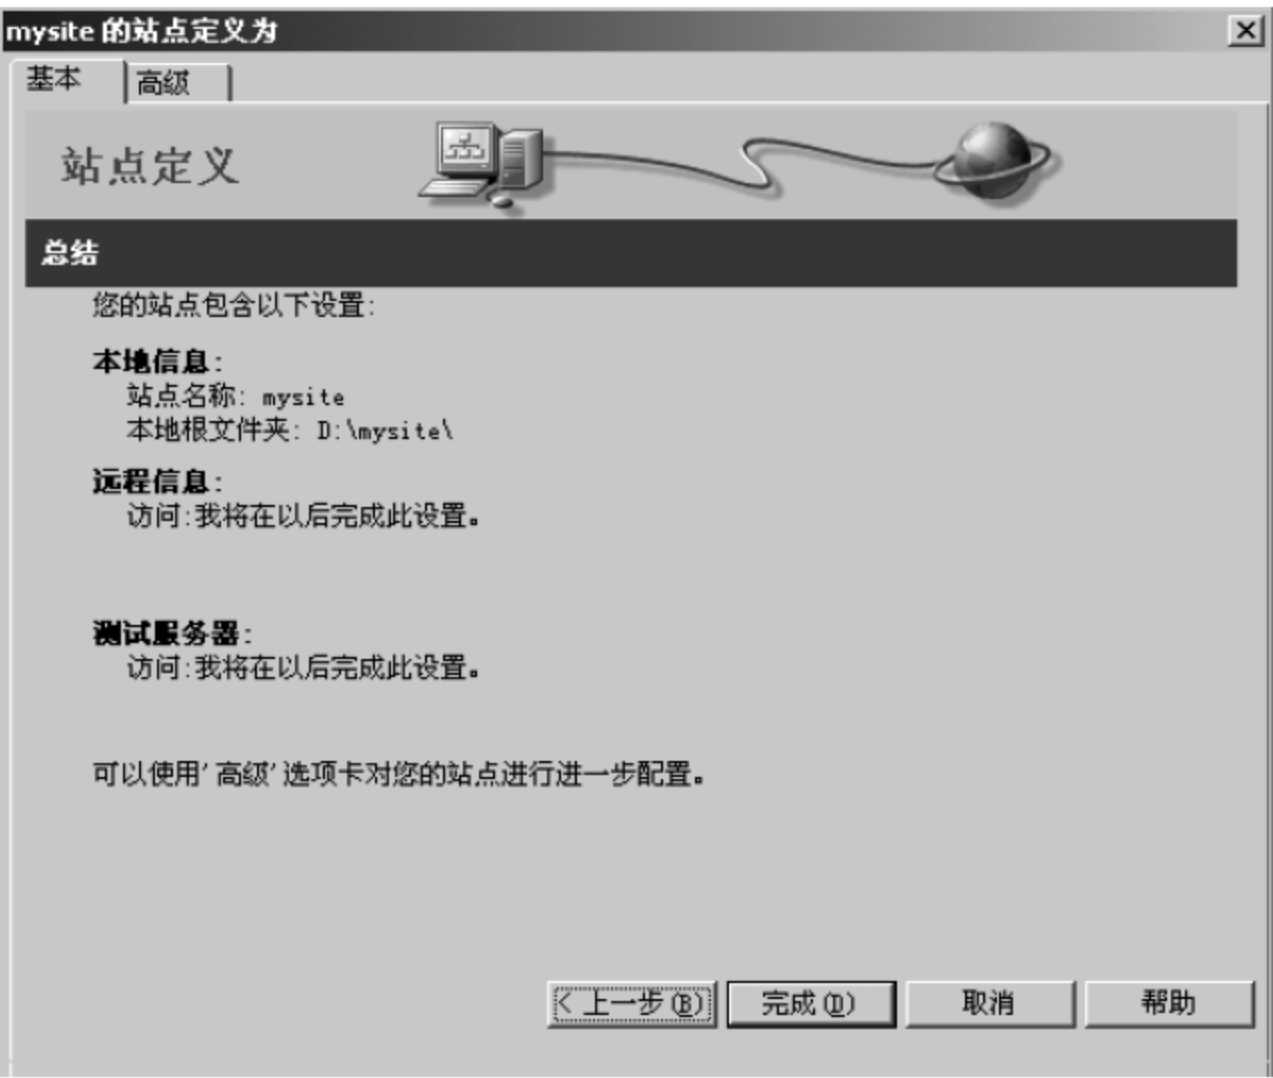 mysite 的站点定义为
基本 高级
站点定义
总结
您的站点包含以下设置:
本地信息:
站点名称: mysite
本地根文件夹: D:\mysite\
远程信息:
访问:我将在以后完成此设置。
测试服务器:
访问:我将在以后完成此设置。
可以使用'高级'选项卡对您的站点进行进一步配置。
< 上一步(B) 完成(D) 取消 帮助